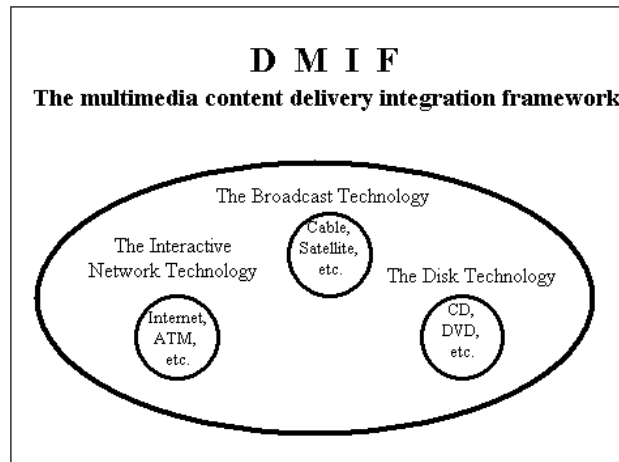 D M I F
The multimedia content delivery integration framework
The Broadcast Technology
Cable,
Satellite,
etc.
The Interactive
Network Technology
Internet,
ATM,
etc.
The Disk Technology
CD,
DVD,
etc.